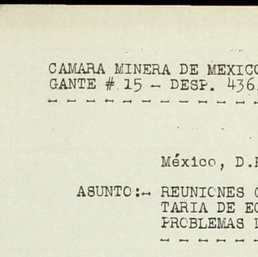 CAMARA MINERA DE MEXICO
GANTE # 15 - DESP. 436
México, D.
ASUNTO:- REUNIONES
TARIA DE
PROBLEMAS